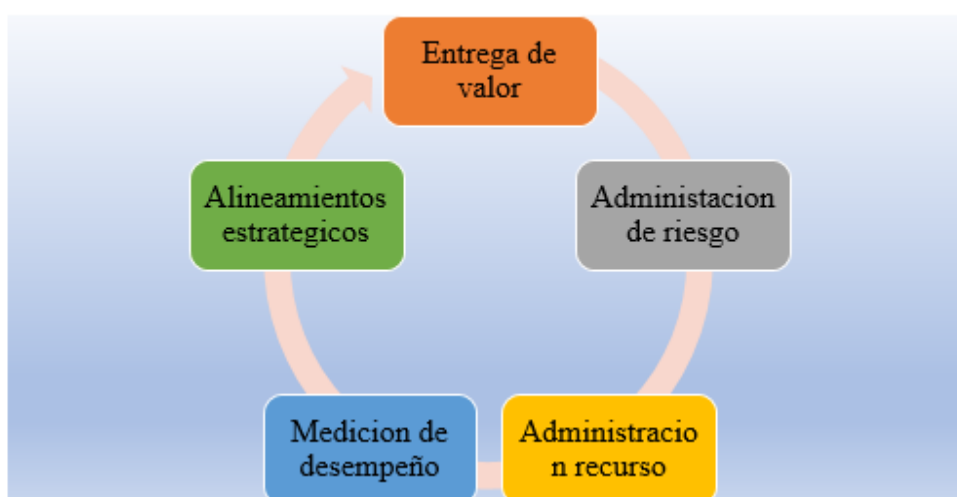 Entrega de
valor
Alineamientos
estrategicos
Administacion
de riesgo
Medicion de
desempeño
Administracio
n recurso